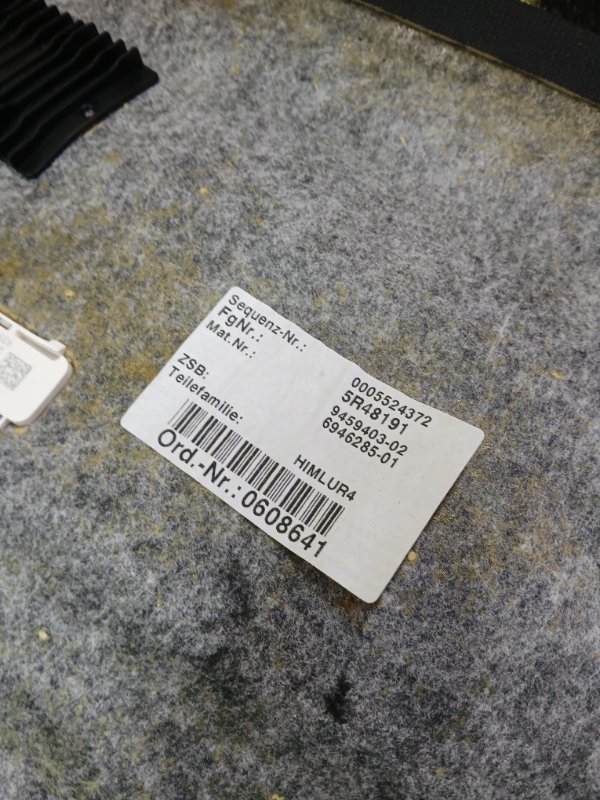 Sequenz-Nr.: 0005524372
FgNr.: 5R48191
Mat.Nr.: 9459403-02
6946285-01
ZSB:
Teilefamilie: HIMLUR4
Ord.-Nr.: 0608641